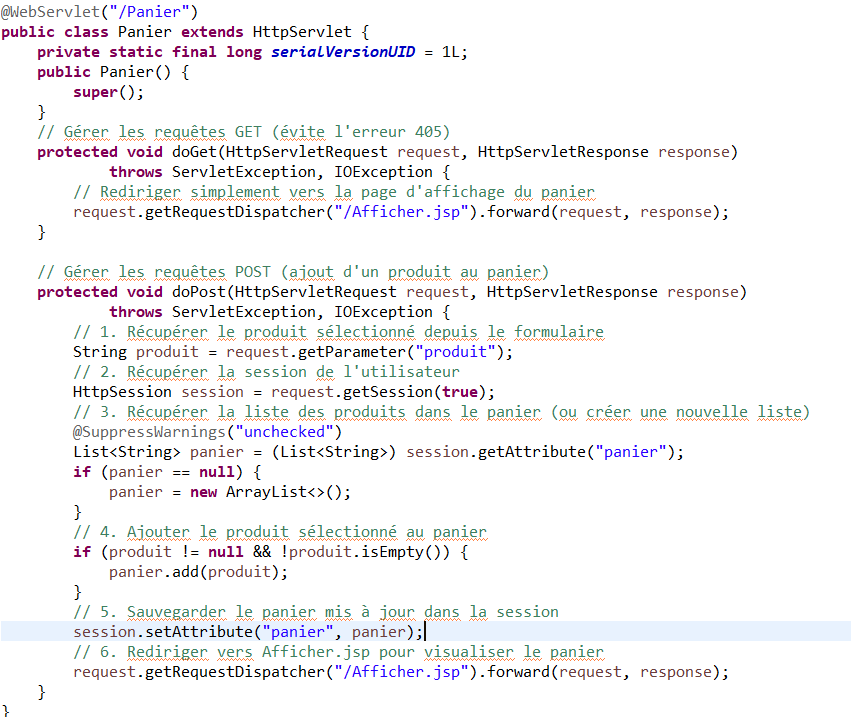 @WebServlet("/Panier")
public class Panier extends HttpServlet {
    private static final long serialVersionUID = 1L;
    public Panier() {
        super();
    }
    // Gérer les requêtes GET (évite l'erreur 405)
    protected void doGet(HttpServletRequest request, HttpServletResponse response)
            throws ServletException, IOException {
        // Rediriger simplement vers la page d'affichage du panier
        request.getRequestDispatcher("/Afficher.jsp").forward(request, response);
    }

    // Gérer les requêtes POST (ajout d'un produit au panier)
    protected void doPost(HttpServletRequest request, HttpServletResponse response)
            throws ServletException, IOException {
        // 1. Récupérer le produit sélectionné depuis le formulaire
        String produit = request.getParameter("produit");
        // 2. Récupérer la session de l'utilisateur
        HttpSession session = request.getSession(true);
        // 3. Récupérer la liste des produits dans le panier (ou créer une nouvelle liste)
        @SuppressWarnings("unchecked")
        List<String> panier = (List<String>) session.getAttribute("panier");
        if (panier == null) {
            panier = new ArrayList<>();
        }
        // 4. Ajouter le produit sélectionné au panier
        if (produit != null && !produit.isEmpty()) {
            panier.add(produit);
        }
        // 5. Sauvegarder le panier mis à jour dans la session
        session.setAttribute("panier", panier);
        // 6. Rediriger vers Afficher.jsp pour visualiser le panier
        request.getRequestDispatcher("/Afficher.jsp").forward(request, response);
    }
}